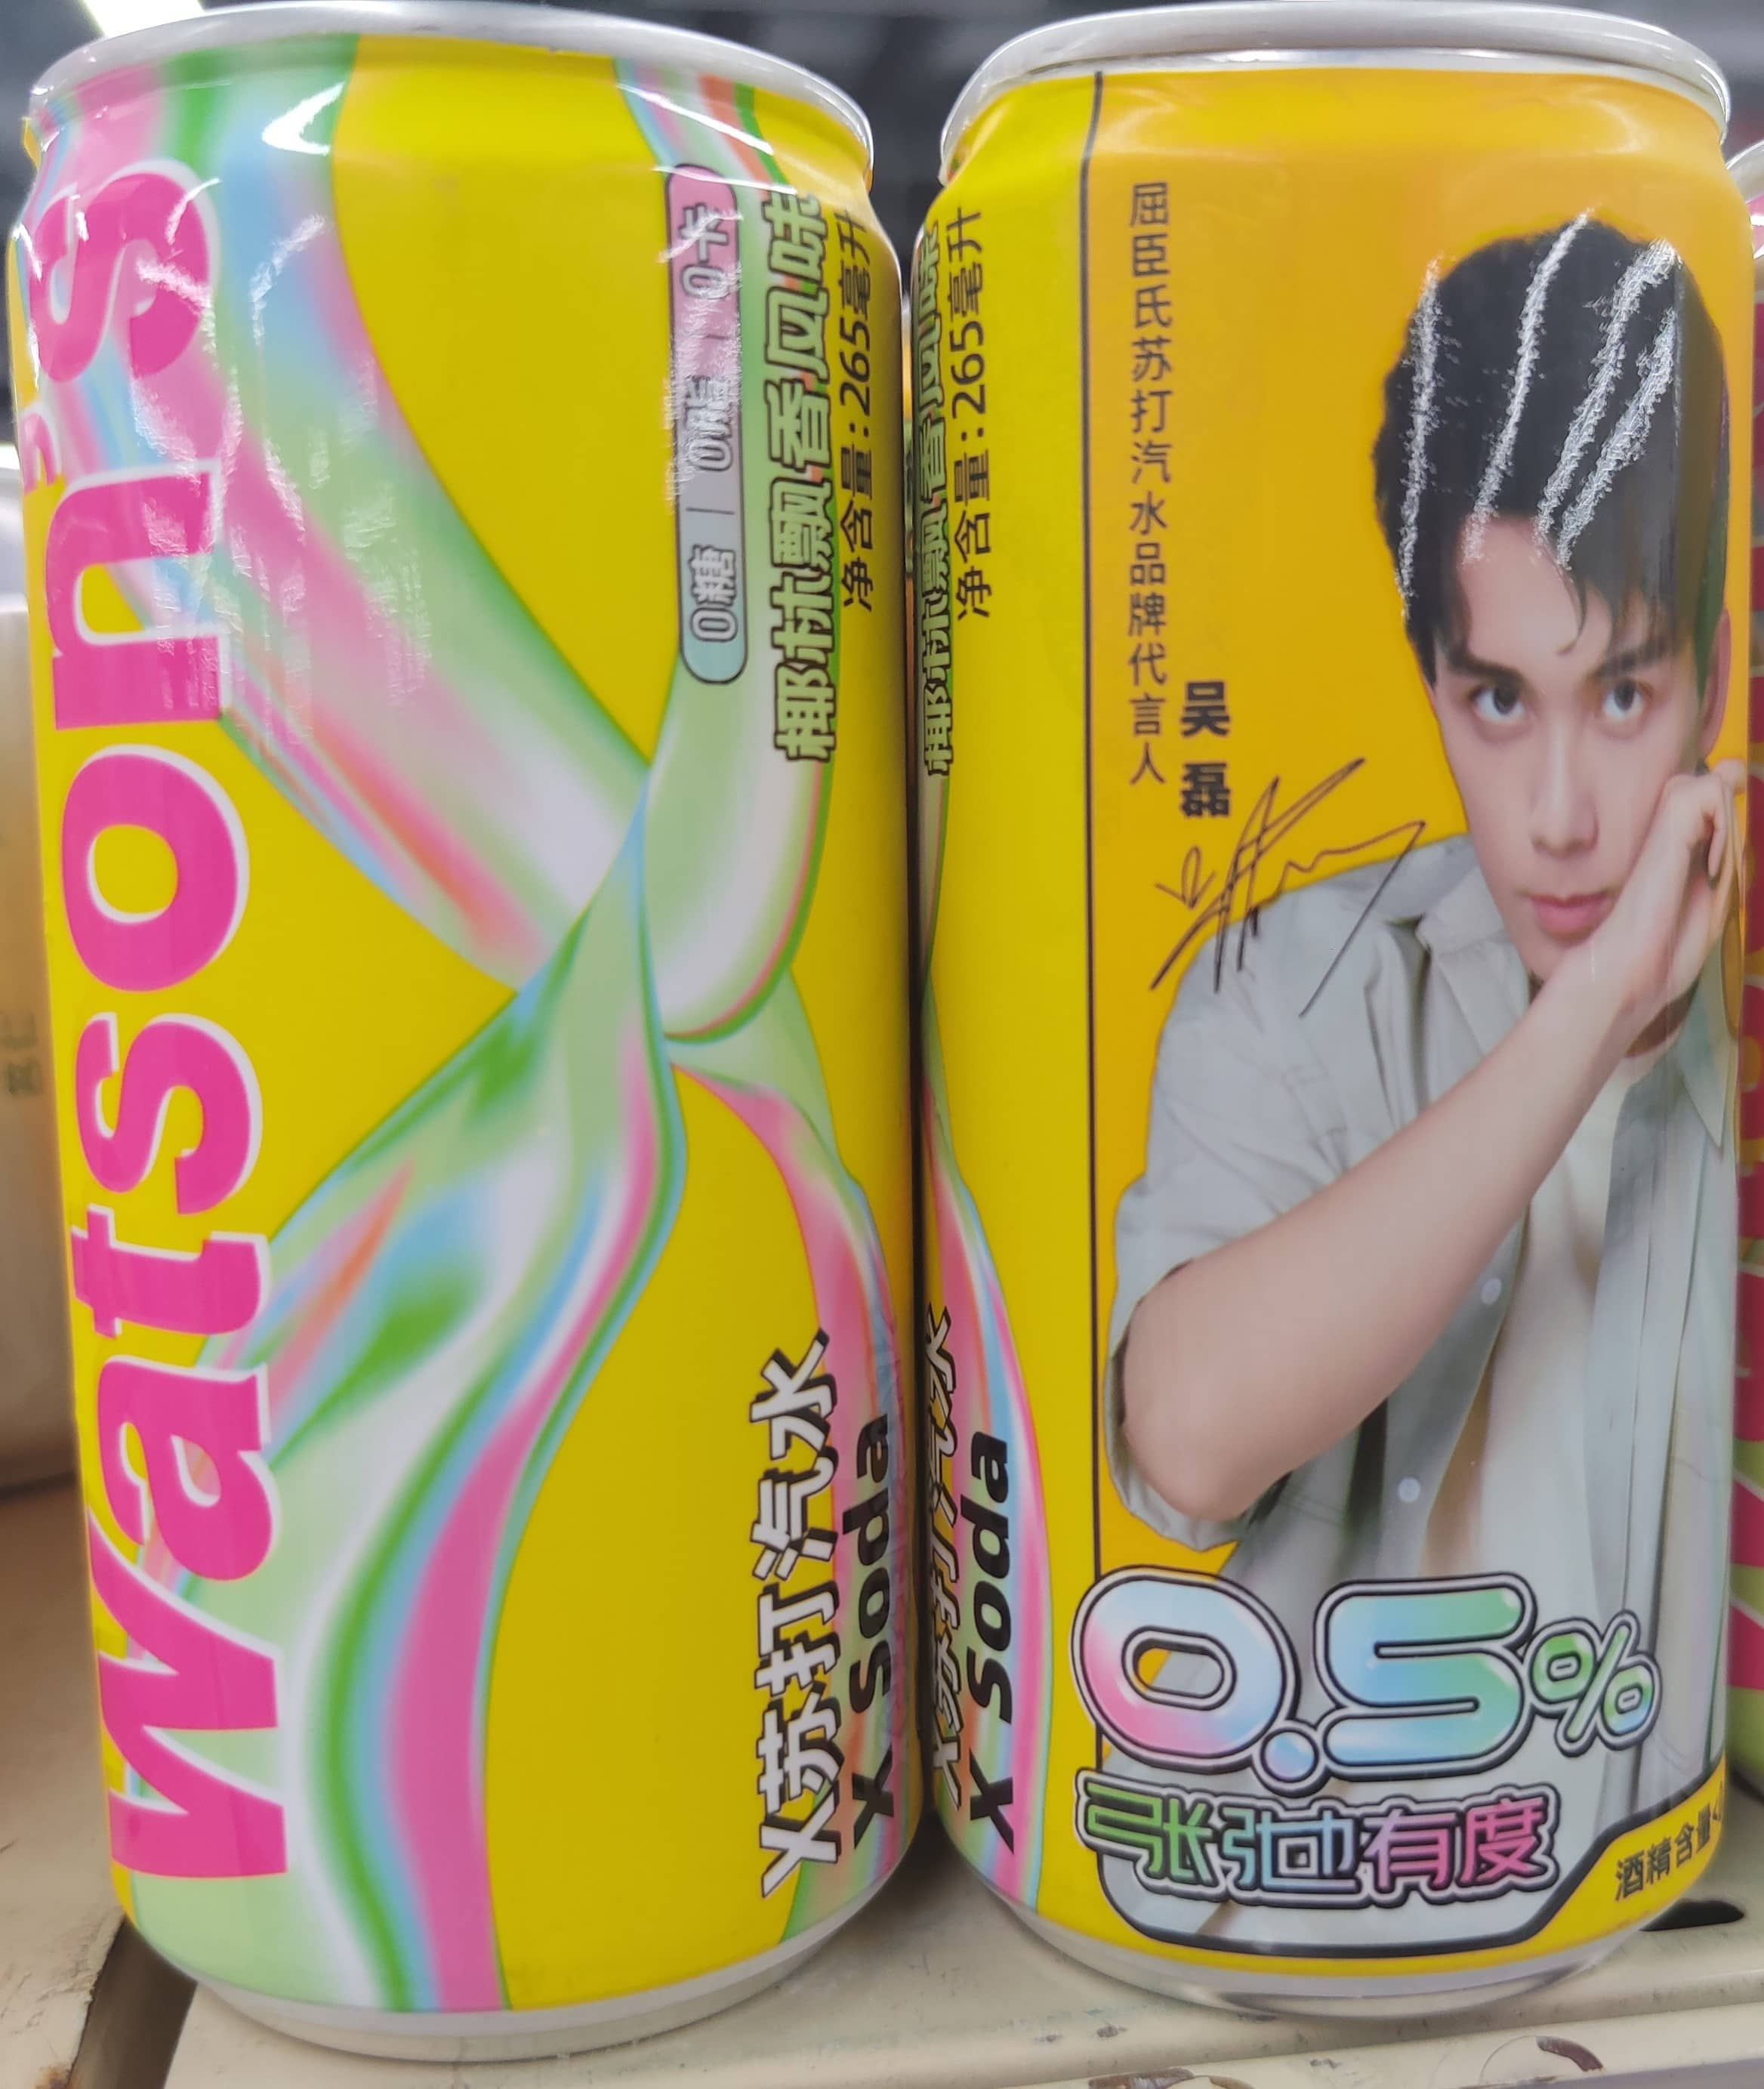 Watson's
0糖 | 0脂 | 0卡
椰林飘香风味
净含量:265毫升
X苏打汽水
X Soda
椰林飘香风味
净含量:265毫升
X苏打汽水
X Soda
屈臣氏苏打汽水品牌代言人
吴磊
0.5%
张弛有度
酒精含量